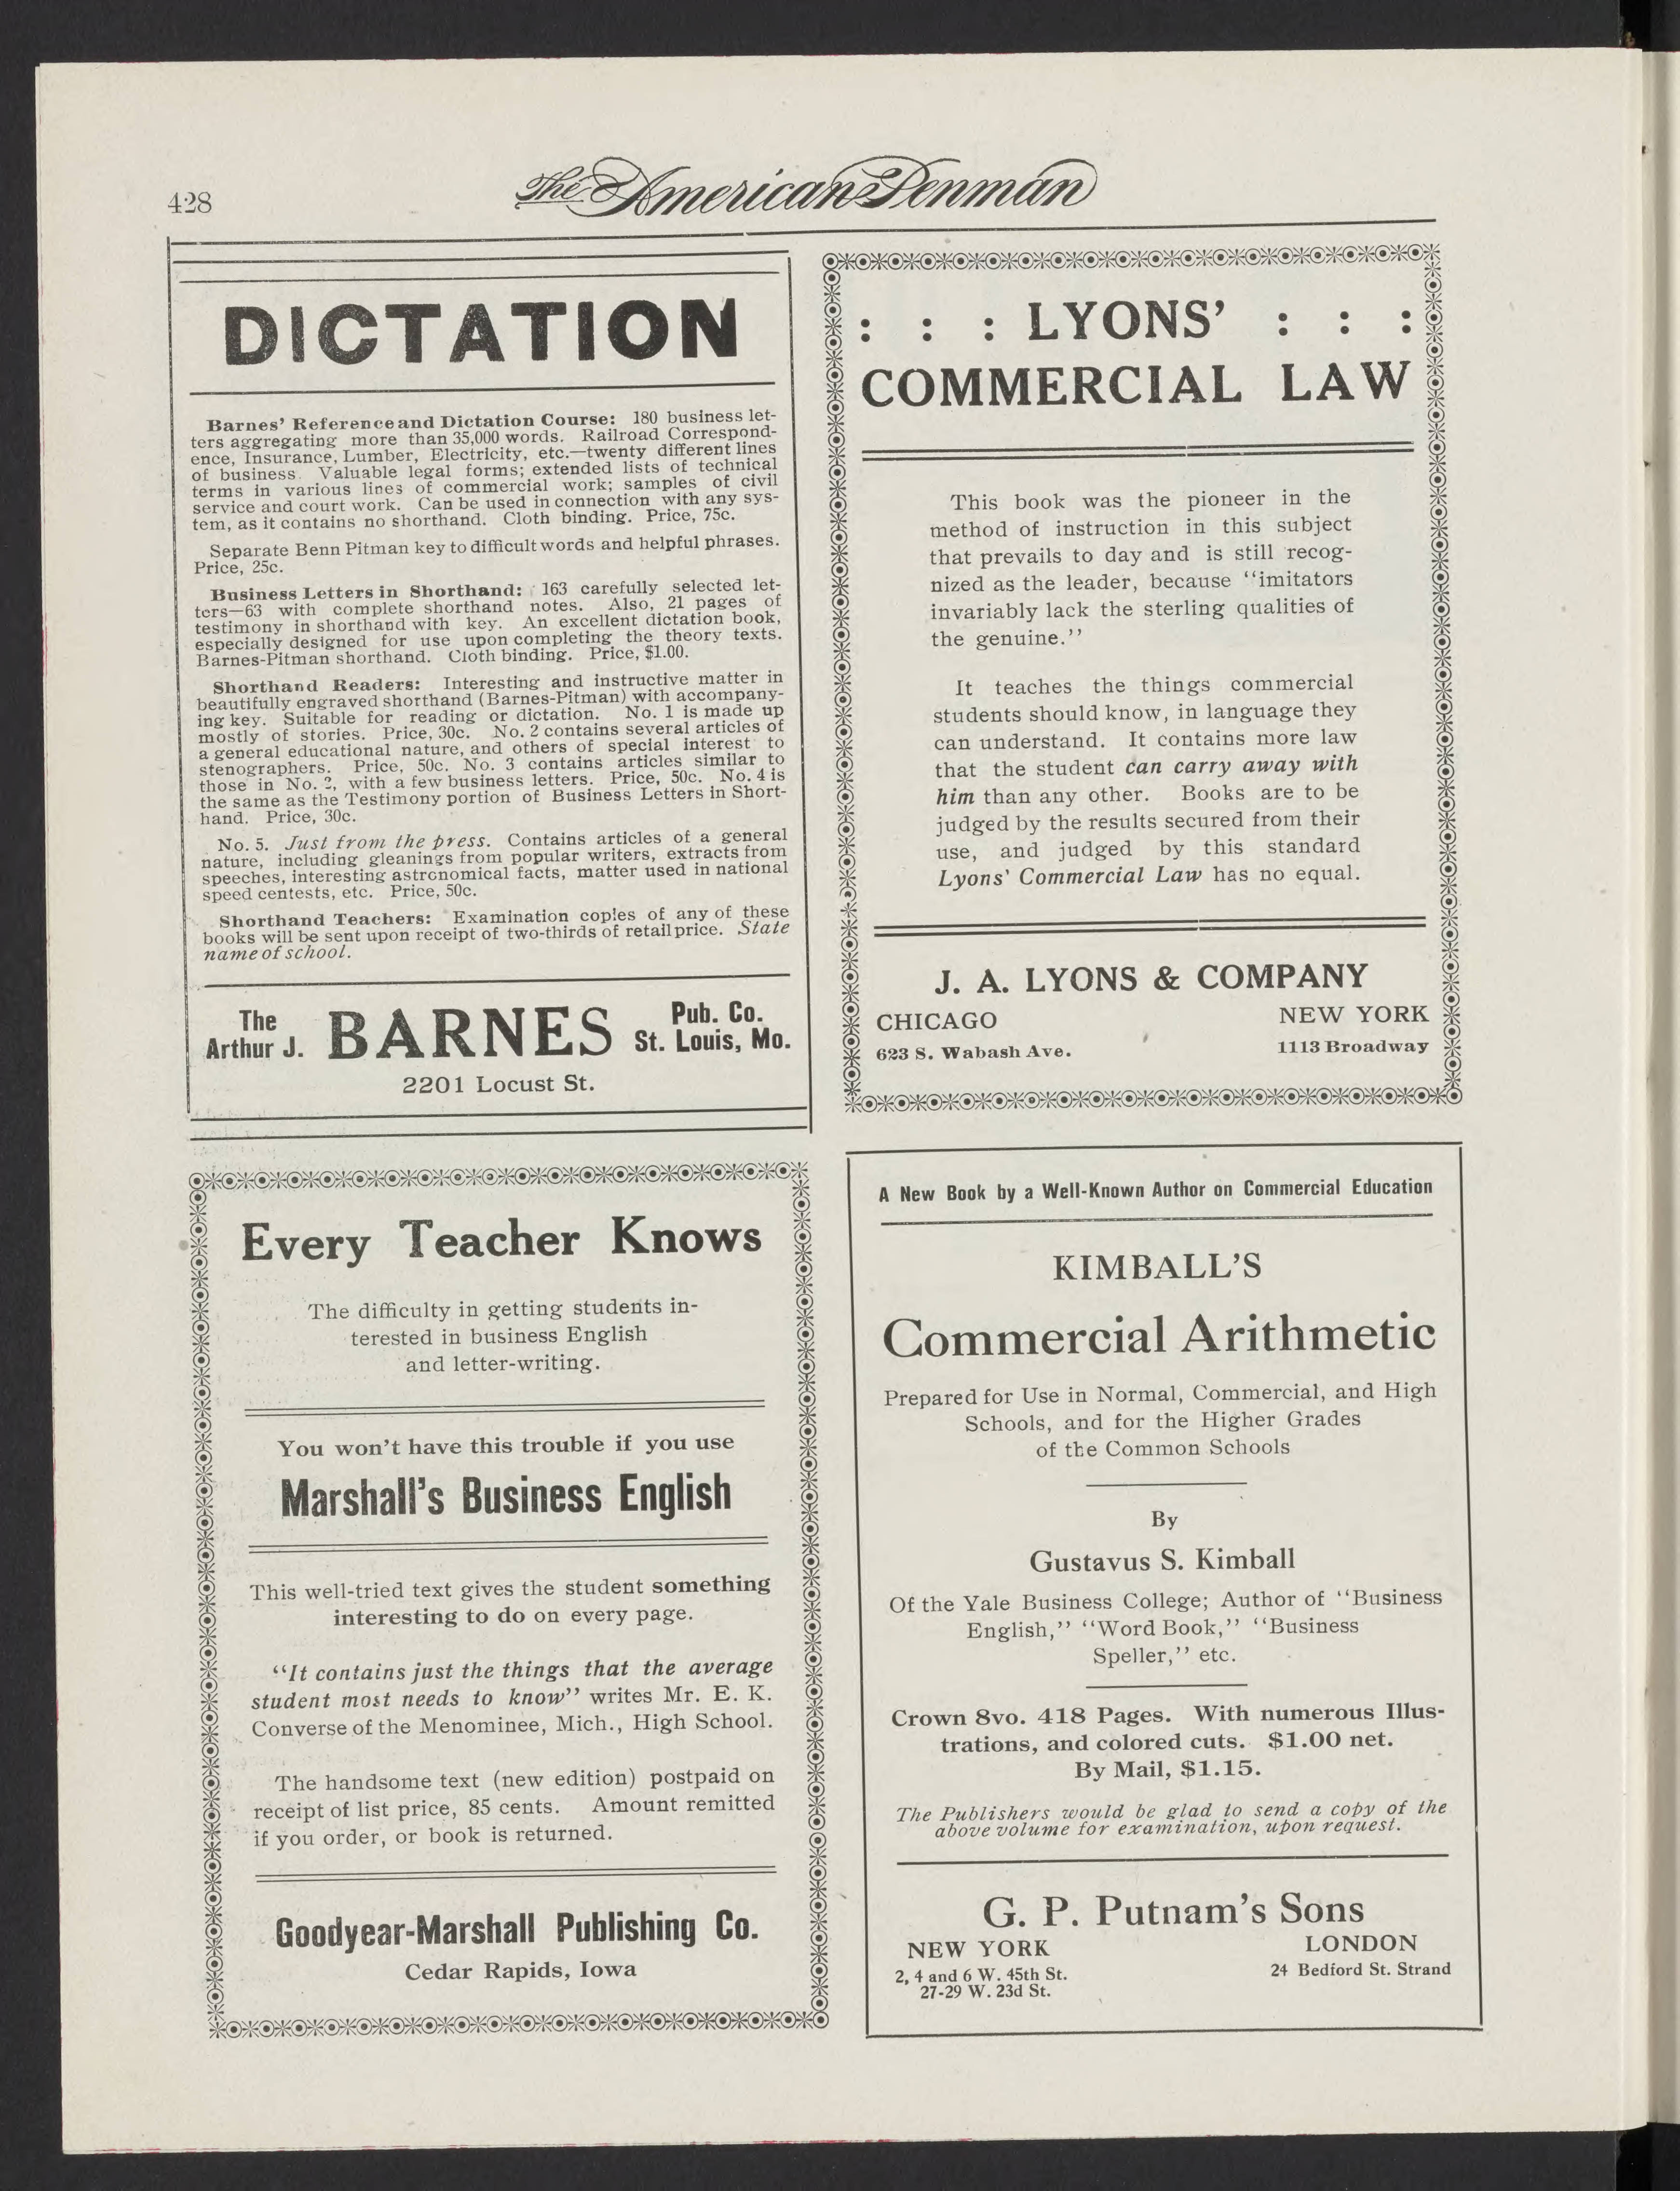 428
The American Penman
DICTATION
Barnes' Reference and Dictation Course: 180 business let-
ters aggregating more than 35,000 words. Railroad Correspond-
ence, Insurance, Lumber, Electricity, etc.—twenty different lines
of business. Valuable legal forms; extended lists of technical
terms in various lines of commercial work; samples of civil
service and court work. Can be used in connection with any sys-
tem, as it contains no shorthand. Cloth binding. Price, 75c.
Separate Benn Pitman key to difficult words and helpful phrases.
Price, 25c.
Business Letters in Shorthand: 163 carefully selected let-
ters—63 with complete shorthand notes. Also, 21 pages of
testimony in shorthand with key. An excellent dictation book,
especially designed for use upon completing the theory texts.
Barnes-Pitman shorthand. Cloth binding. Price, $1.00.
Shorthand Readers: Interesting and instructive matter in
beautifully engraved shorthand (Barnes-Pitman) with accompany-
ing key. Suitable for reading or dictation. No. 1 is made up
mostly of stories. Price, 30c. No. 2 contains several articles of
a general educational nature, and others of special interest to
stenographers. Price, 50c. No. 3 contains articles similar to
those in No. 2, with a few business letters. Price, 50c. No. 4 is
the same as the Testimony portion of Business Letters in Short-
hand. Price, 30c.
No. 5. Just from the press. Contains articles of a general
nature, including gleanings from popular writers, extracts from
speeches, interesting astronomical facts, matter used in national
speed centests, etc. Price, 50c.
Shorthand Teachers: Examination copies of any of these
books will be sent upon receipt of two-thirds of retail price. State
name of school.
The Arthur J. BARNES Pub. Co. St. Louis, Mo.
2201 Locust St.
: : : LYONS' : : :
COMMERCIAL LAW
This book was the pioneer in the
method of instruction in this subject
that prevails to day and is still recog-
nized as the leader, because "imitators
invariably lack the sterling qualities of
the genuine."
It teaches the things commercial
students should know, in language they
can understand. It contains more law
that the student can carry away with
him than any other. Books are to be
judged by the results secured from their
use, and judged by this standard
Lyons' Commercial Law has no equal.
J. A. LYONS & COMPANY
CHICAGO NEW YORK
623 S. Wabash Ave. 1113 Broadway
Every Teacher Knows
The difficulty in getting students in-
terested in business English
and letter-writing.
You won't have this trouble if you use
Marshall's Business English
This well-tried text gives the student something
interesting to do on every page.
"It contains just the things that the average
student most needs to know" writes Mr. E. K.
Converse of the Menominee, Mich., High School.
The handsome text (new edition) postpaid on
receipt of list price, 85 cents. Amount remitted
if you order, or book is returned.
Goodyear-Marshall Publishing Co.
Cedar Rapids, Iowa
A New Book by a Well-Known Author on Commercial Education
KIMBALL'S
Commercial Arithmetic
Prepared for Use in Normal, Commercial, and High
Schools, and for the Higher Grades
of the Common Schools
By
Gustavus S. Kimball
Of the Yale Business College; Author of "Business
English," "Word Book," "Business
Speller," etc.
Crown 8vo. 418 Pages. With numerous Illus-
trations, and colored cuts. $1.00 net.
By Mail, $1.15.
The Publishers would be glad to send a copy of the
above volume for examination, upon request.
G. P. Putnam's Sons
NEW YORK LONDON
2, 4 and 6 W. 45th St. 24 Bedford St. Strand
27-29 W. 23d St.